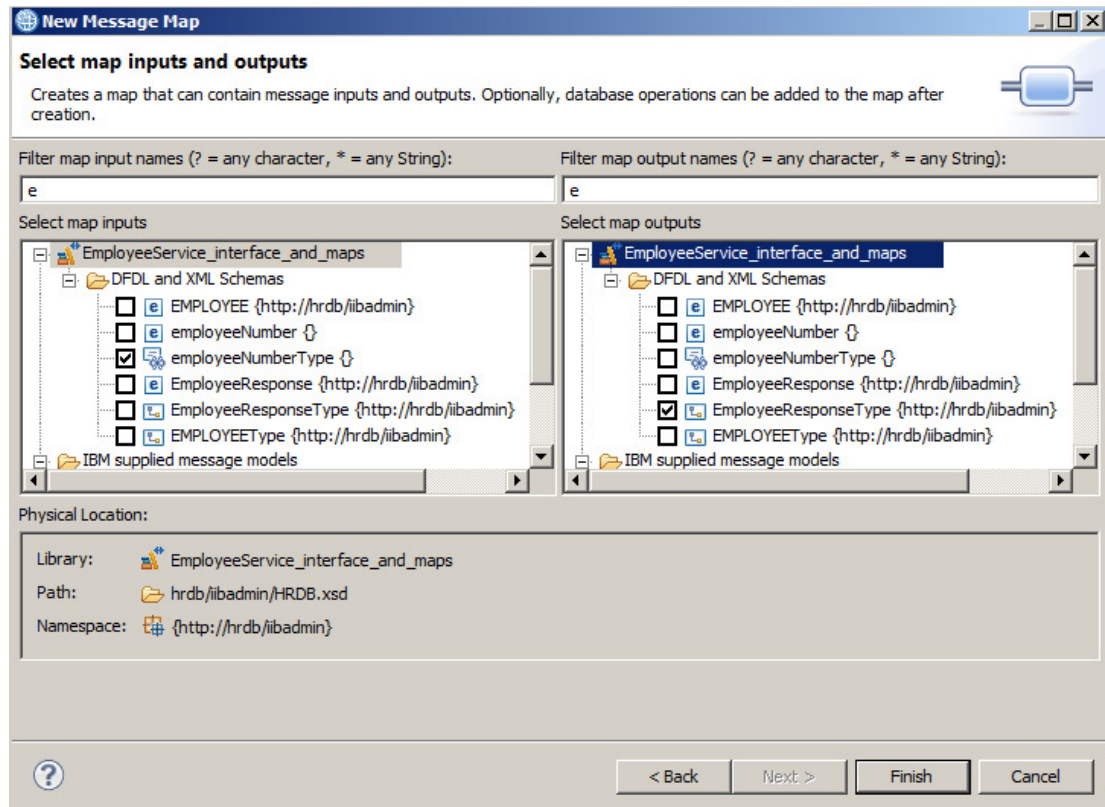 New Message Map
Select map inputs and outputs
Creates a map that can contain message inputs and outputs. Optionally, database operations can be added to the map after
creation.
Filter map input names (? = any character, * = any String):
Filter map output names (? = any character, * = any String):
e
e
Select map inputs
Select map outputs
EmployeeService_interface_and_maps
DFDL and XML Schemas
e EMPLOYEE {http://hrdb/iibadmin}
e employeeNumber {}
employeeNumberType {}
e EmployeeResponse {http://hrdb/iibadmin}
EmployeeResponseType {http://hrdb/iibadmin}
EMPLOYEEType {http://hrdb/iibadmin}
IBM supplied message models
EmployeeService_interface_and_maps
DFDL and XML Schemas
e EMPLOYEE {http://hrdb/iibadmin}
e employeeNumber {}
employeeNumberType {}
e EmployeeResponse {http://hrdb/iibadmin}
EmployeeResponseType {http://hrdb/iibadmin}
EMPLOYEEType {http://hrdb/iibadmin}
IBM supplied message models
Physical Location:
Library: EmployeeService_interface_and_maps
Path: hrdb/iibadmin/HRDB.xsd
Namespace: {http://hrdb/iibadmin}
?
< Back
Next >
Finish
Cancel